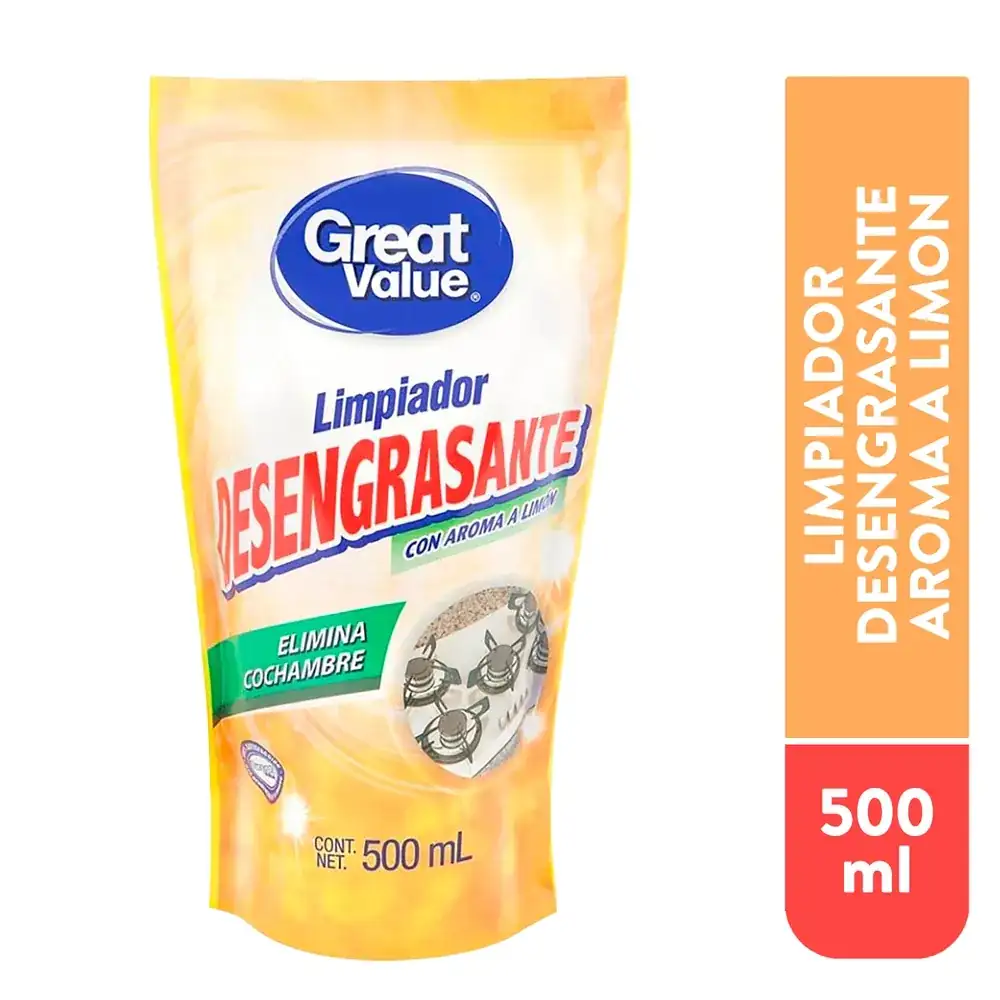 Great
Value®
Limpiador
DESENGRASANTE
CON AROMA A LIMÓN
ELIMINA
COCHAMBRE
CONT.
NET. 500 mL
LIMPIADOR
DESENGRASANTE
AROMA A LIMON
500
ml